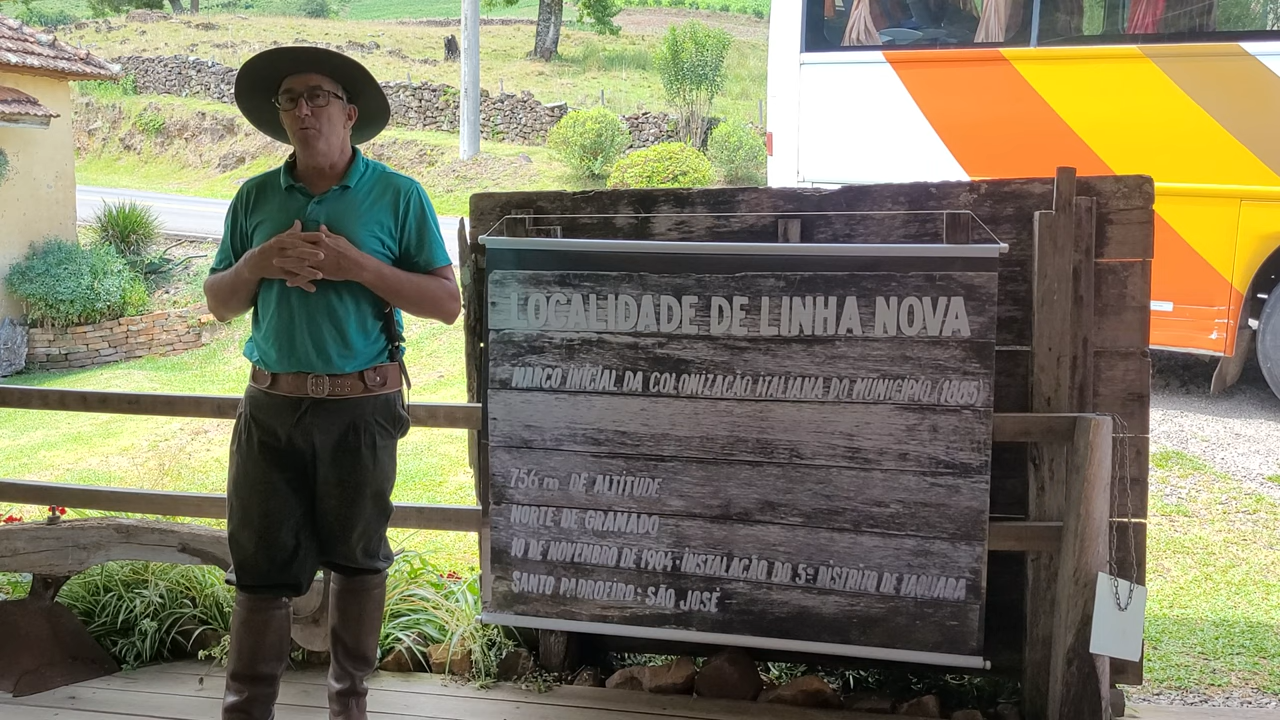 LOCALIDADE DE LINHA NOVA
MARCO INICIAL DA COLONIZAÇÃO ITALIANA DO MUNICÍPIO (1885)
756 m DE ALTITUDE
NORTE DE GRAMADO
10 DE NOVEMBRO DE 1904 - INSTALAÇÃO DO 5º DISTRITO DE TAQUARA
SANTO PADROEIRO: SÃO JOSÉ